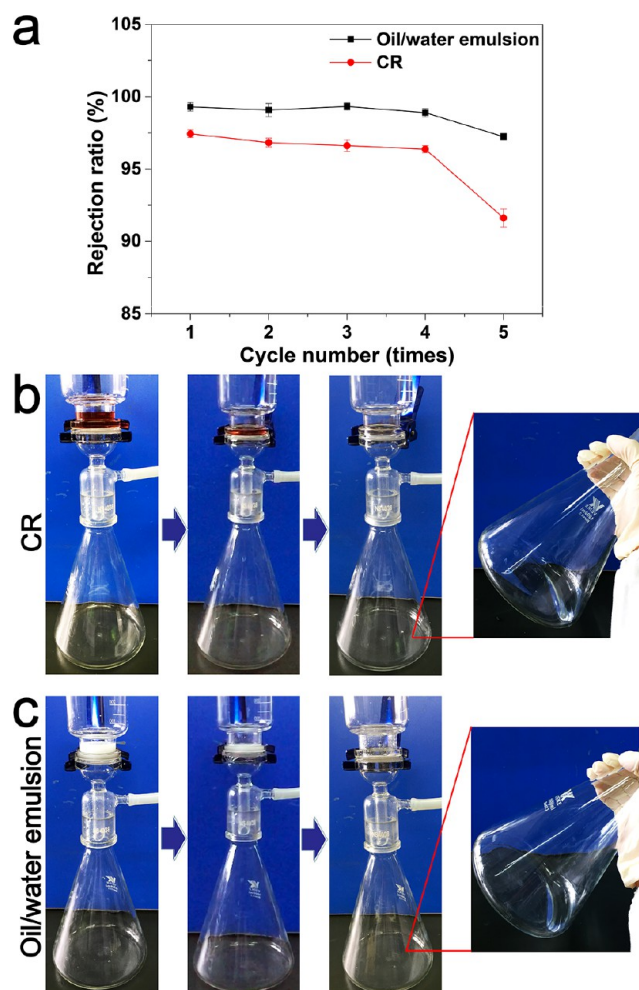 a
105
100
95
90
85
Rejection ratio (%)
Oil/water emulsion
CR
1 2 3 4 5
Cycle number (times)
b
CR
c
Oil/water emulsion